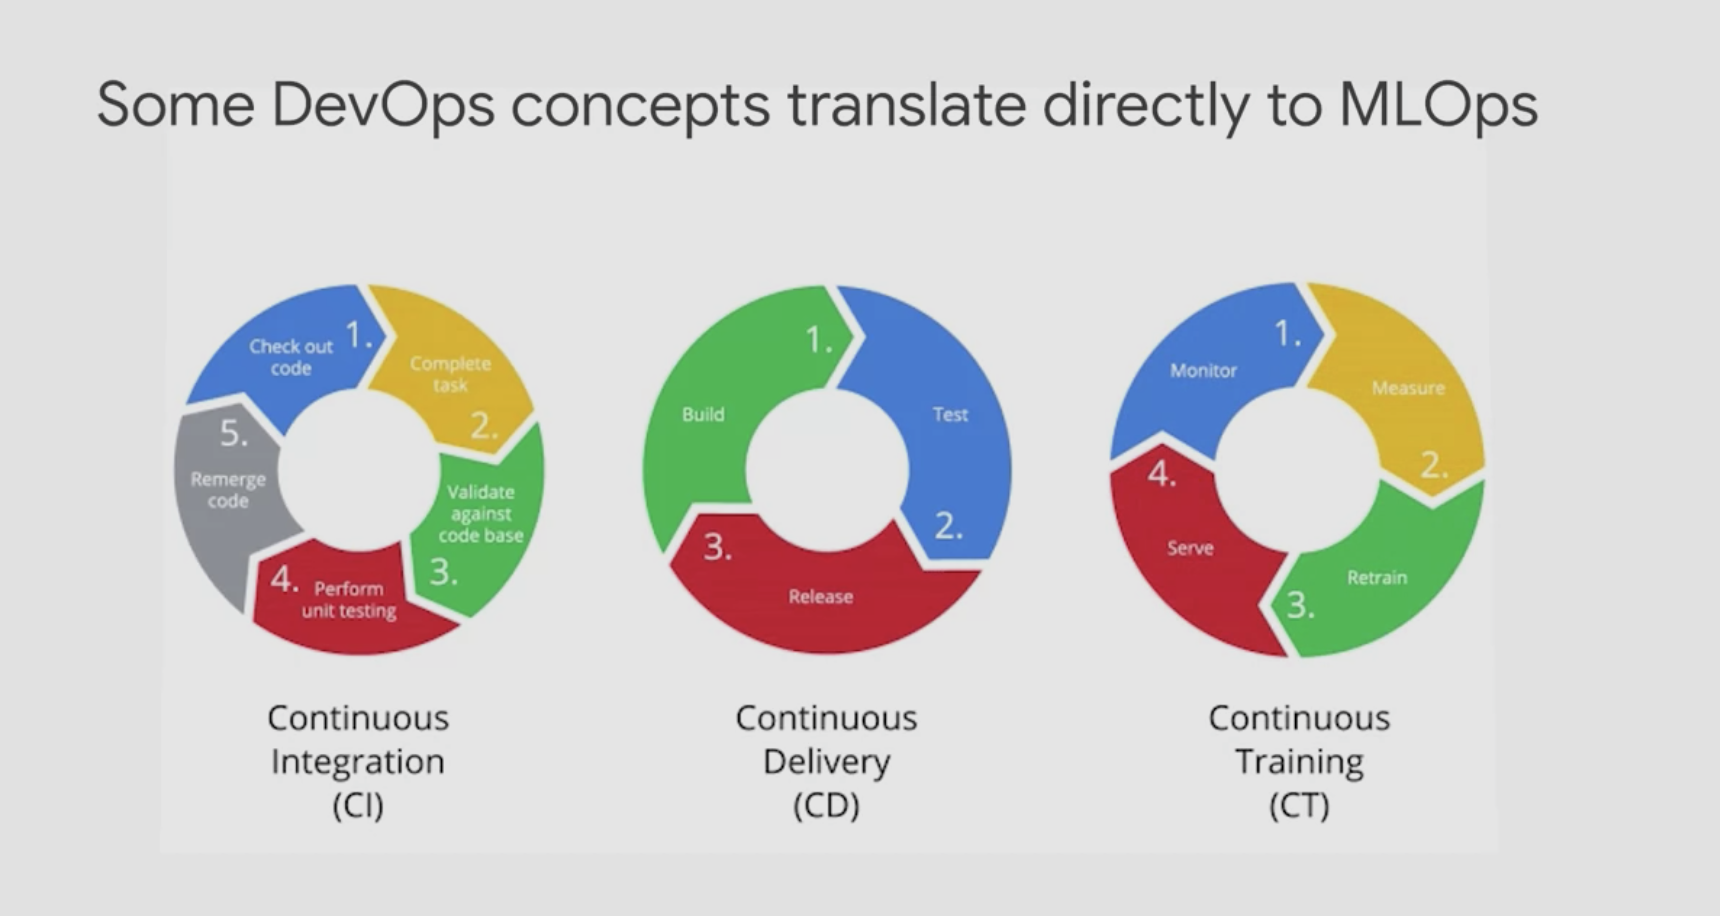 Some DevOps concepts translate directly to MLOps
1.
Check out
code
Complete
task
2.
Validate
against
code base
3.
4.
Perform
unit testing
5.
Remerge
code
Continuous
Integration
(CI)
1.
Build
Test
2.
3.
Release
Continuous
Delivery
(CD)
1.
Monitor
Measure
2.
Retrain
3.
4.
Serve
Continuous
Training
(CT)